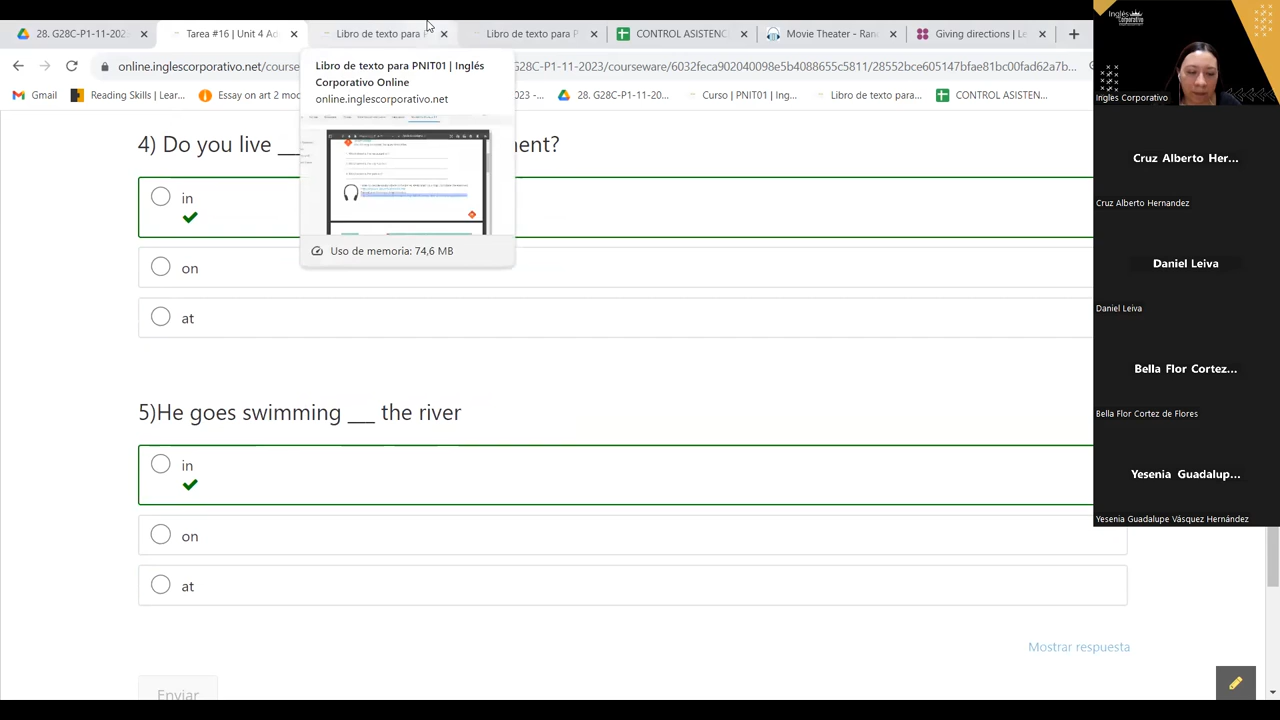 28. G28C-P1-11-202
Tarea #16 | Unit 4 Ad
Libro de texto para
Libro de texto para P
CONTROL ASISTENC
Movie Theater - Ran
Giving directions | Le
online.inglescorporativo.net/course
G28C-P1-11-2023/courseware/6032feca902040098e5b4088635c5811/28552bce605147bfae81bc00fad62a7b...
Gmail
Reading Skills | Lear...
Essay on art 2 mod
023 -...
28. G28C-P1-11-20
Curso | PNIT01 | Ing...
Libro de texto para...
CONTROL ASISTEN...
Libro de texto para PNIT01 | Inglés
Corporativo Online
online.inglescorporativo.net
Uso de memoria: 74,6 MB
4) Do you live ment?
in
on
at
5)He goes swimming ___ the river
in
on
at
Mostrar respuesta
Enviar
Inglés
Corporativo
Ingles Corporativo
Cruz Alberto Her...
Cruz Alberto Hernandez
Daniel Leiva
Daniel Leiva
Bella Flor Cortez...
Bella Flor Cortez de Flores
Yesenia Guadalup...
Yesenia Guadalupe Vásquez Hernández